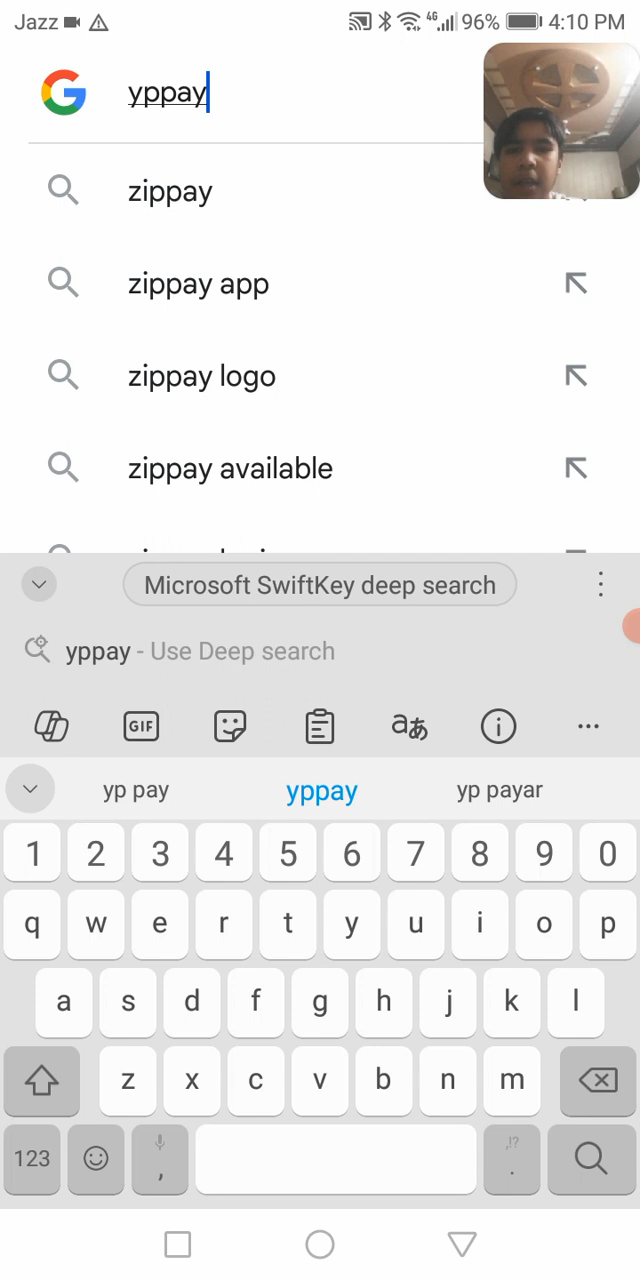 Jazz 4G 96% 4:10 PM
yppay
zippay
zippay app
zippay logo
zippay available
Microsoft SwiftKey deep search
yppay - Use Deep search
GIF aあ
yp pay yppay yp payar
1 2 3 4 5 6 7 8 9 0
q w e r t y u i o p
a s d f g h j k l
z x c v b n m
123 , ,!? .